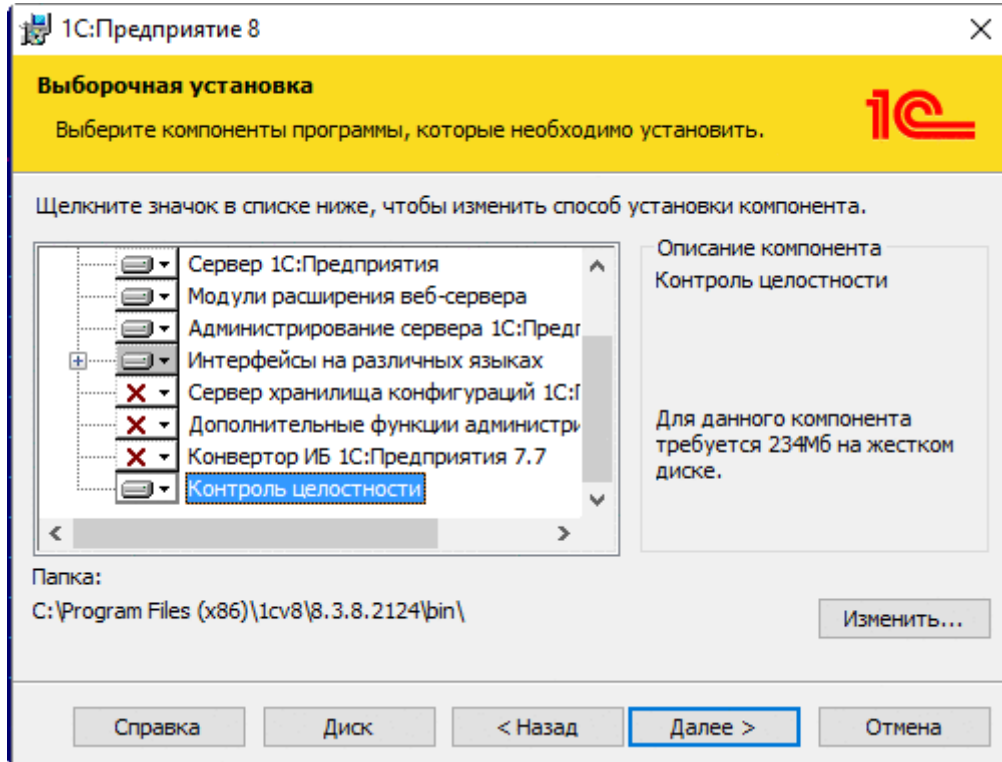 1С:Предприятие 8
Выборочная установка
Выберите компоненты программы, которые необходимо установить.
1С
Щелкните значок в списке ниже, чтобы изменить способ установки компонента.
Сервер 1С:Предприятия
Модули расширения веб-сервера
Администрирование сервера 1С:Предп
Интерфейсы на различных языках
Сервер хранилища конфигураций 1С:П
Дополнительные функции администри
Конвертор ИБ 1С:Предприятия 7.7
Контроль целостности
Описание компонента
Контроль целостности
Для данного компонента
требуется 234Мб на жестком
диске.
Папка:
C:\Program Files (x86)\1cv8\8.3.8.2124\bin\
Изменить...
Справка
Диск
< Назад
Далее >
Отмена